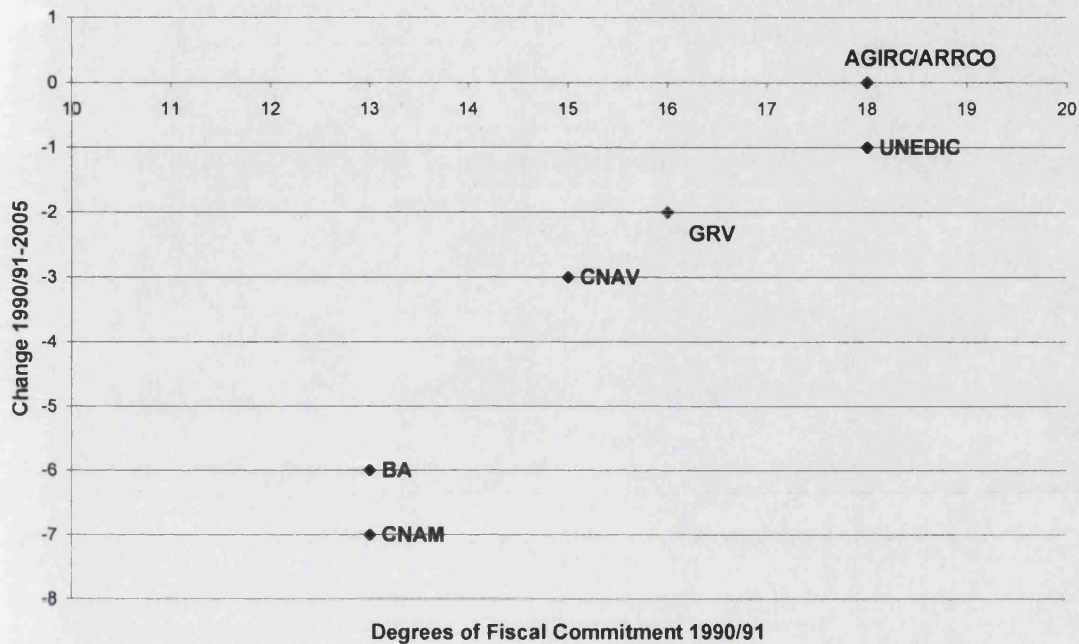 1
AGIRC/ARRCO
0
10 11 12 13 14 15 16 17 18 19 20
-1
UNEDIC
-2
GRV
-3
CNAV
-4
-5
-6
BA
-7
CNAM
-8
Change 1990/91-2005
Degrees of Fiscal Commitment 1990/91